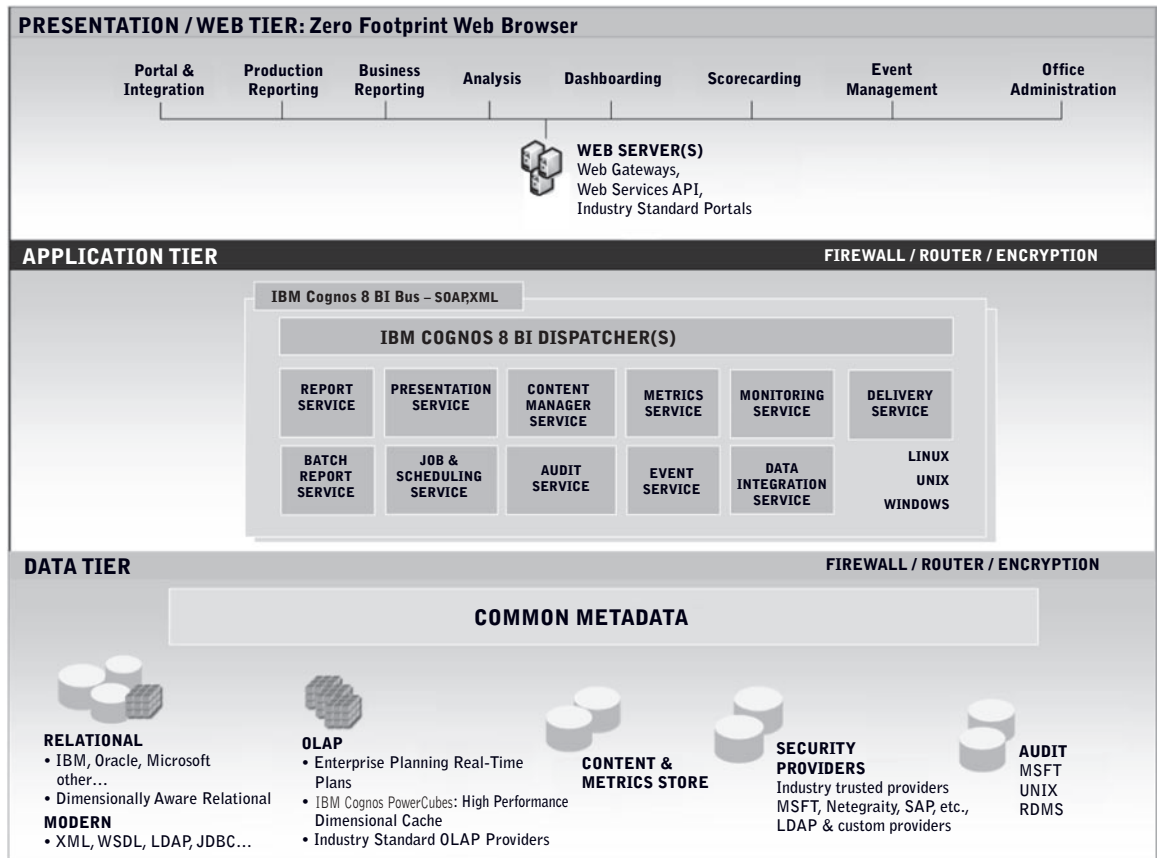 PRESENTATION / WEB TIER: Zero Footprint Web Browser
Portal &
Integration
Production
Reporting
Business
Reporting
Analysis
Dashboarding
Scorecarding
Event
Management
Office
Administration
WEB SERVER(S)
Web Gateways,
Web Services API,
Industry Standard Portals
APPLICATION TIER
FIREWALL / ROUTER / ENCRYPTION
IBM Cognos 8 BI Bus – SOAP,XML
IBM COGNOS 8 BI DISPATCHER(S)
REPORT
SERVICE
PRESENTATION
SERVICE
CONTENT
MANAGER
SERVICE
METRICS
SERVICE
MONITORING
SERVICE
DELIVERY
SERVICE
BATCH
REPORT
SERVICE
JOB &
SCHEDULING
SERVICE
AUDIT
SERVICE
EVENT
SERVICE
DATA
INTEGRATION
SERVICE
LINUX
UNIX
WINDOWS
DATA TIER
FIREWALL / ROUTER / ENCRYPTION
COMMON METADATA
RELATIONAL
• IBM, Oracle, Microsoft
other...
• Dimensionally Aware Relational
MODERN
• XML, WSDL, LDAP, JDBC...
OLAP
• Enterprise Planning Real-Time
Plans
• IBM Cognos PowerCubes: High Performance
Dimensional Cache
• Industry Standard OLAP Providers
CONTENT &
METRICS STORE
SECURITY
PROVIDERS
Industry trusted providers
MSFT, Netegraity, SAP, etc.,
LDAP & custom providers
AUDIT
MSFT
UNIX
RDMS